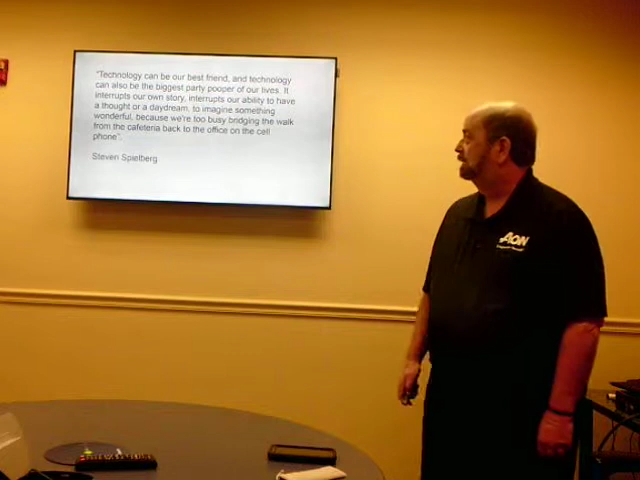 "Technology can be our best friend, and technology
can also be the biggest party pooper of our lives. It
interrupts our own story, interrupts our ability to have
a thought or a daydream, to imagine something
wonderful, because we're too busy bridging the walk
from the cafeteria back to the office on the cell
phone".
Steven Spielberg
AON